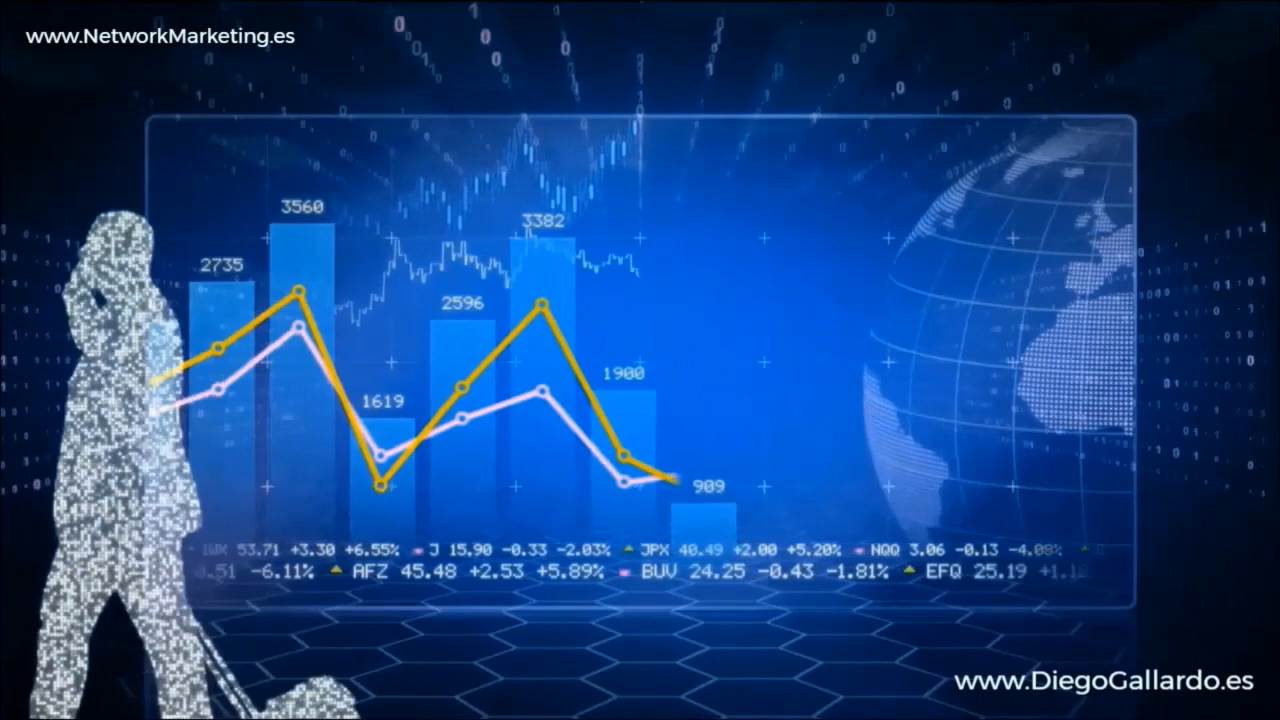 www.NetworkMarketing.es
3560
3382
2735
2596
1900
1619
909
53.71 +3.30 +6.55% J 15.90 -0.33 -2.03% JPX 40.49 +2.00 +5.20% NQQ 3.06 -0.13 -4.08%
-6.11% AFZ 45.48 +2.53 +5.89% BUV 24.25 -0.43 -1.81% EFQ 25.19
www.DiegoGallardo.es